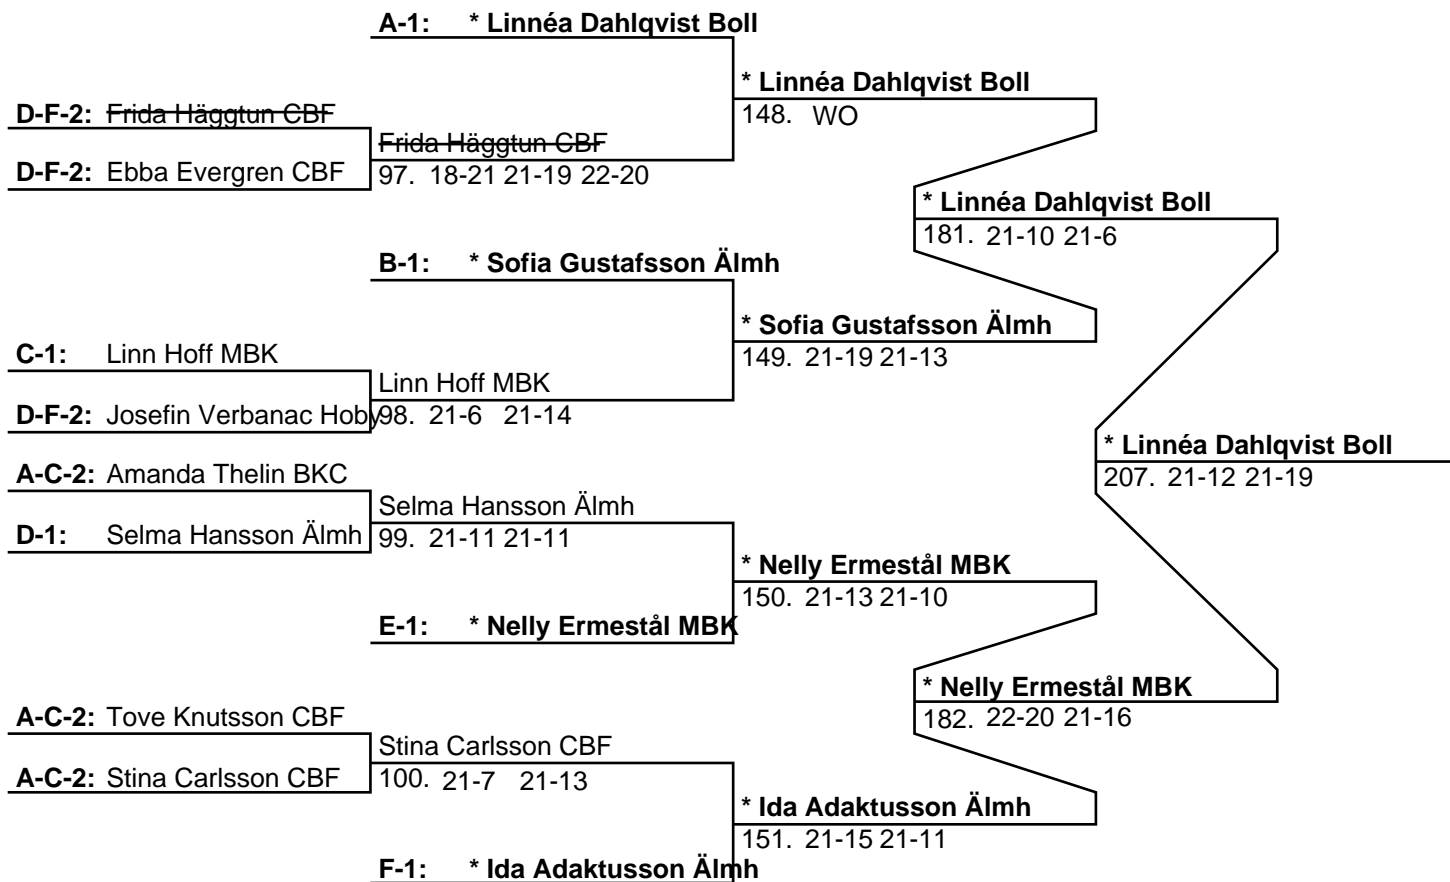 A-1: * Linnéa Dahlqvist Boll
* Linnéa Dahlqvist Boll
148. WO
D-F-2: Frida Häggtun CBF
Frida Häggtun CBF
D-F-2: Ebba Evergren CBF
97. 18-21 21-19 22-20
* Linnéa Dahlqvist Boll
181. 21-10 21-6
B-1: * Sofia Gustafsson Älmh
* Sofia Gustafsson Älmh
149. 21-19 21-13
C-1: Linn Hoff MBK
Linn Hoff MBK
D-F-2: Josefin Verbanac Hoby
98. 21-6 21-14
* Linnéa Dahlqvist Boll
207. 21-12 21-19
A-C-2: Amanda Thelin BKC
Selma Hansson Älmh
D-1: Selma Hansson Älmh
99. 21-11 21-11
* Nelly Ermestål MBK
150. 21-13 21-10
E-1: * Nelly Ermestål MBK
* Nelly Ermestål MBK
182. 22-20 21-16
A-C-2: Tove Knutsson CBF
Stina Carlsson CBF
A-C-2: Stina Carlsson CBF
100. 21-7 21-13
* Ida Adaktusson Älmh
151. 21-15 21-11
F-1: * Ida Adaktusson Älmh